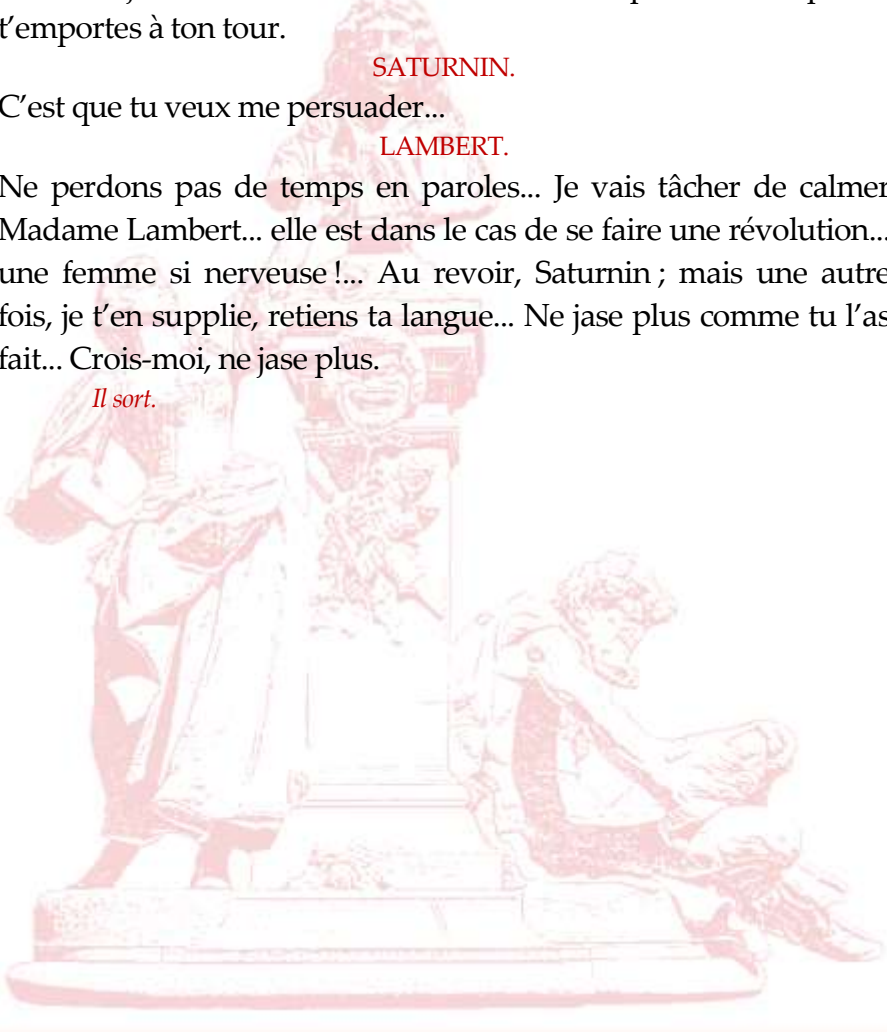 t’emportes à ton tour.
SATURNIN.
C’est que tu veux me persuader...
LAMBERT.
Ne perdons pas de temps en paroles... Je vais tâcher de calmer
Madame Lambert... elle est dans le cas de se faire une révolution...
une femme si nerveuse !... Au revoir, Saturnin ; mais une autre
fois, je t’en supplie, retiens ta langue... Ne jase plus comme tu l’as
fait... Crois-moi, ne jase plus.
Il sort.